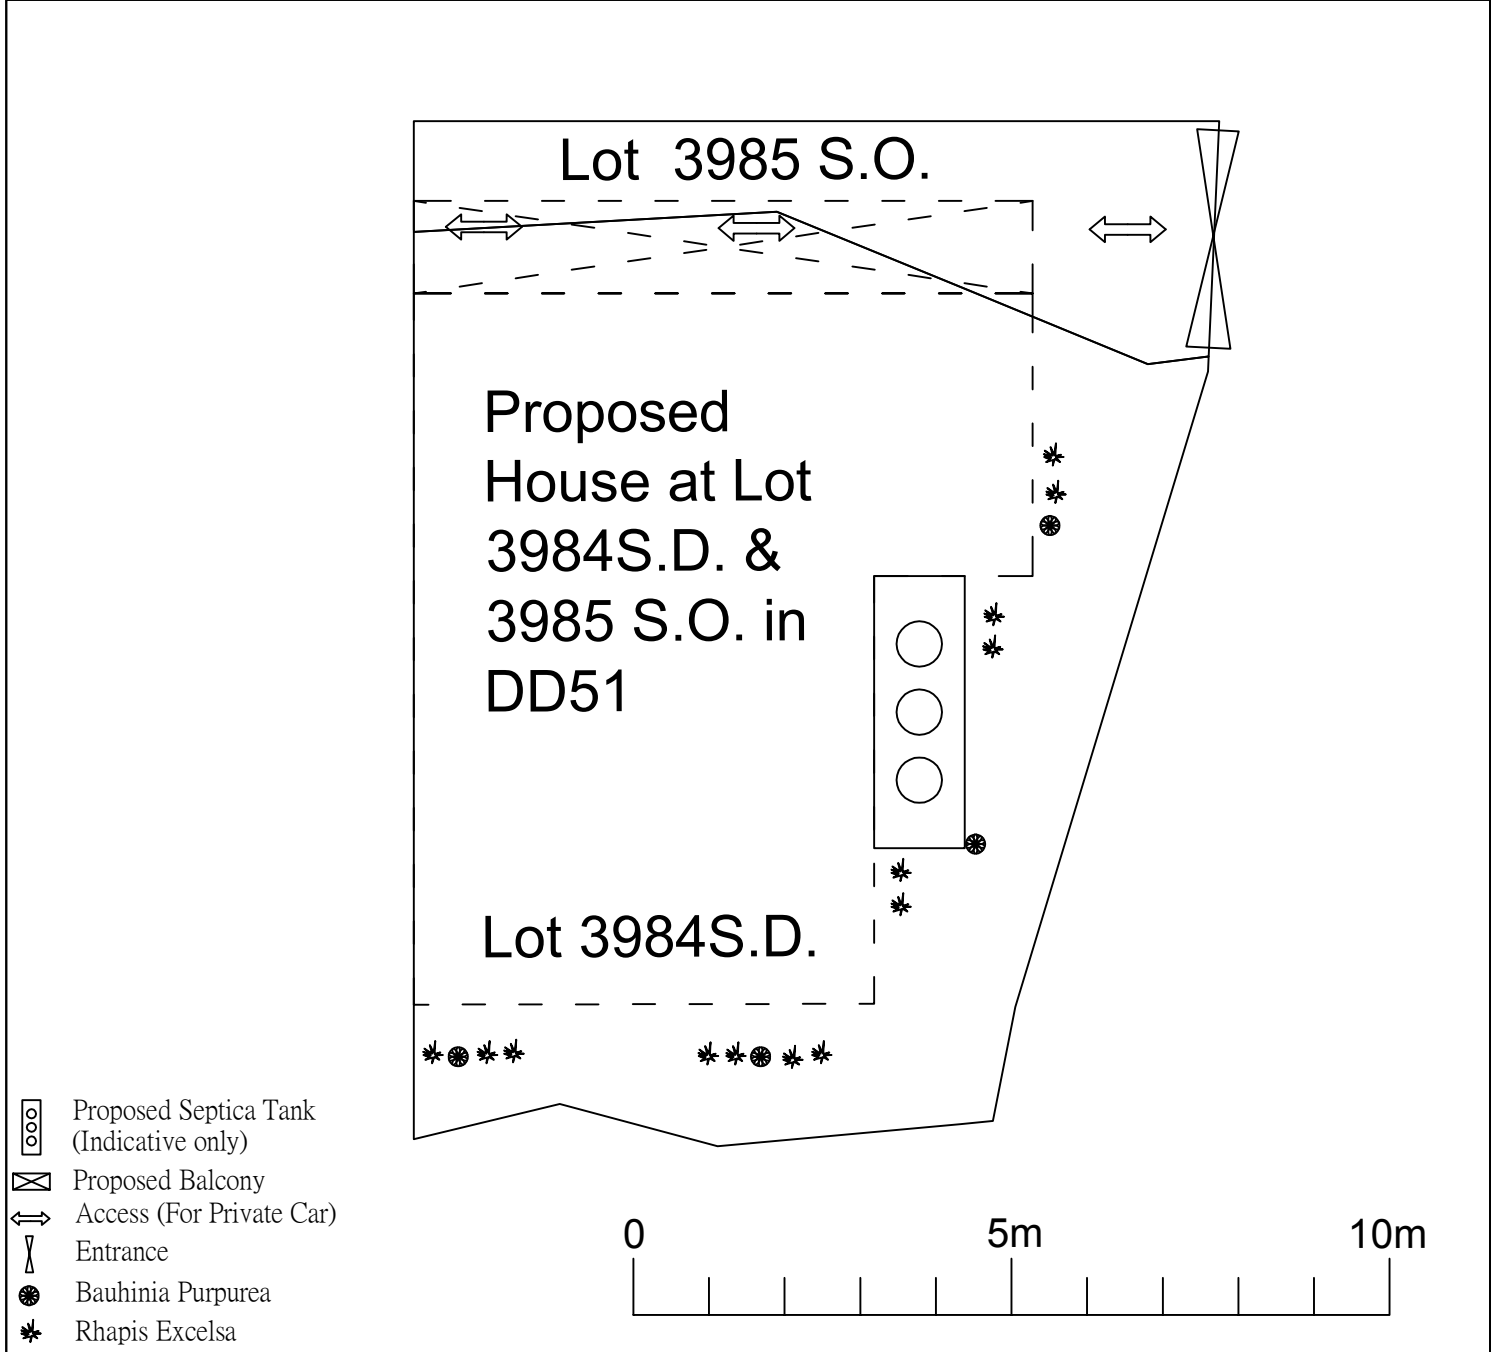 Lot 3985 S.O.
Proposed
House at Lot
3984S.D. &
3985 S.O. in
DD51
Lot 3984S.D.
Proposed Septica Tank
(Indicative only)
Proposed Balcony
Access (For Private Car)
Entrance
Bauhinia Purpurea
Rhapis Excelsa
0 5m 10m